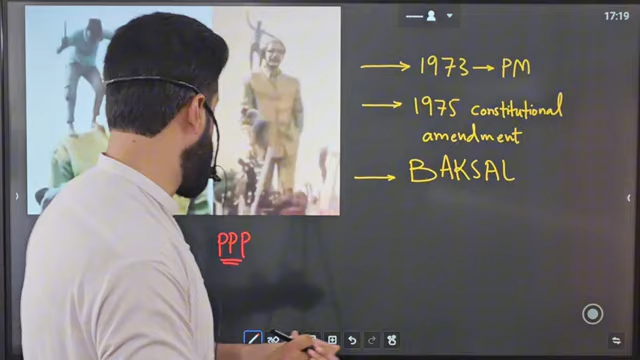 17:19
→ 1973 → PM
→ 1975 constitutional
amendment
→ BAKSAL
PPP